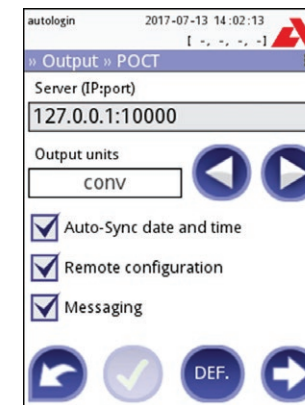 autologin 2017-07-13 14:02:13
[ -, -, -, -]
» Output » POCT
Server (IP:port)
127.0.0.1:10000
Output units
conv
Auto-Sync date and time
Remote configuration
Messaging
DEF.